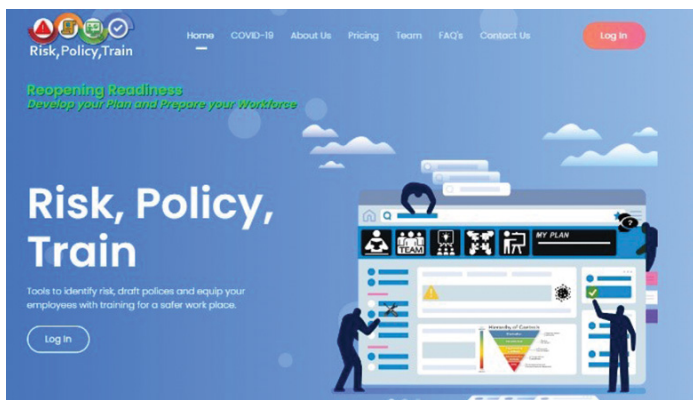 Risk,Policy,Train
Home COVID-19 About Us Pricing Team FAQ's Contact Us Log In
Reopening Readiness
Develop your Plan and Prepare your Workforce
Risk, Policy,
Train
Tools to identify risk, draft polices and equip your
employees with training for a safer work place.
Log In
TEAM
MY PLAN
Hierarchy of Controls